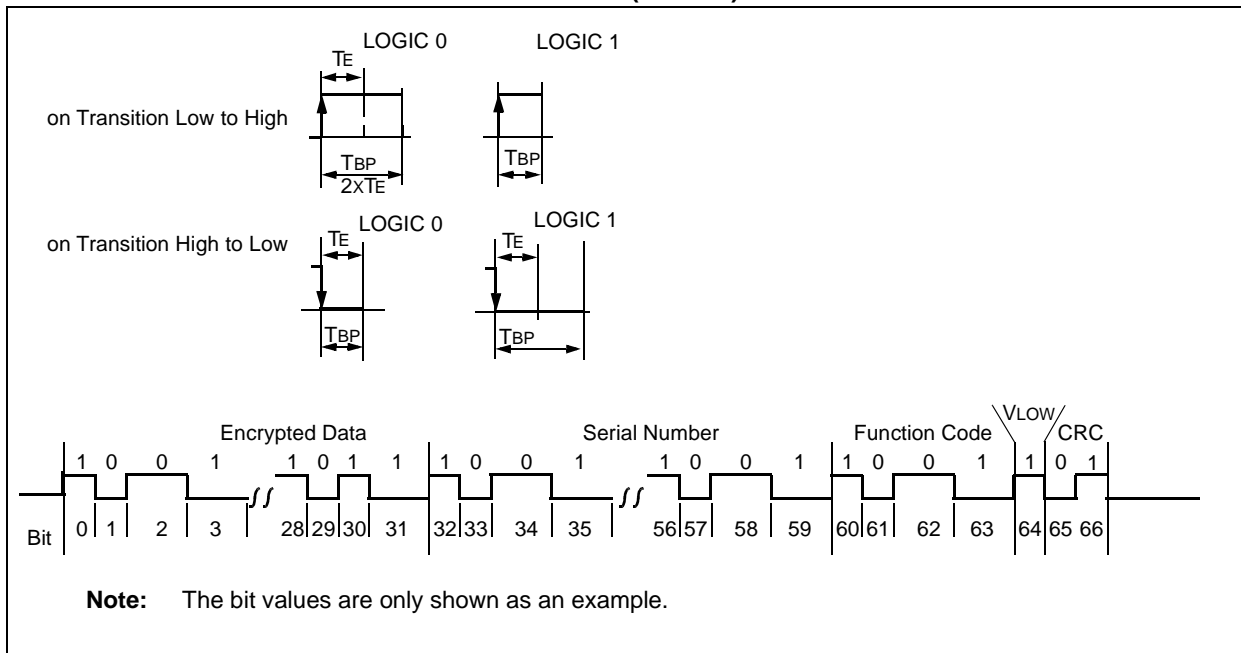 LOGIC 0 LOGIC 1
TE
on Transition Low to High
TBP TBP
2XTE
LOGIC 0 LOGIC 1
on Transition High to Low TE TE
TBP TBP
VLOW
Encrypted Data Serial Number Function Code CRC
1 0 0 1 1 0 1 1 1 0 0 1 1 0 0 1 1 0 0 1 1 0 1
Bit 0 1 2 3 28 29 30 31 32 33 34 35 56 57 58 59 60 61 62 63 64 65 66
Note: The bit values are only shown as an example.